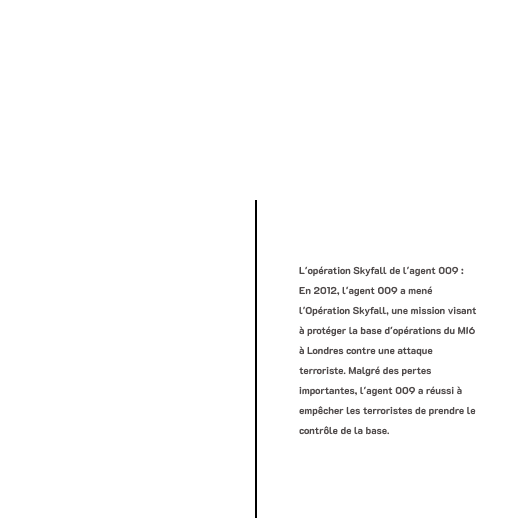 L'opération Skyfall de l'agent 009 :
En 2012, l'agent 009 a mené
l'Opération Skyfall, une mission visant
à protéger la base d'opérations du MI6
à Londres contre une attaque
terroriste. Malgré des pertes
importantes, l'agent 009 a réussi à
empêcher les terroristes de prendre le
contrôle de la base.